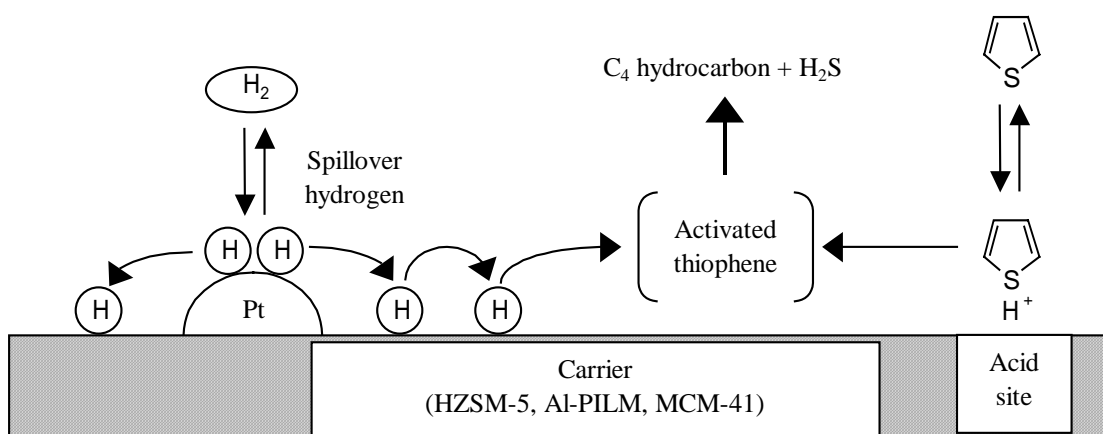 C₄ hydrocarbon + H₂S
S
H₂
Spillover
hydrogen
H H
Activated
thiophene
S
H⁺
H
Pt
H
H
Carrier
(HZSM-5, Al-PILM, MCM-41)
Acid
site